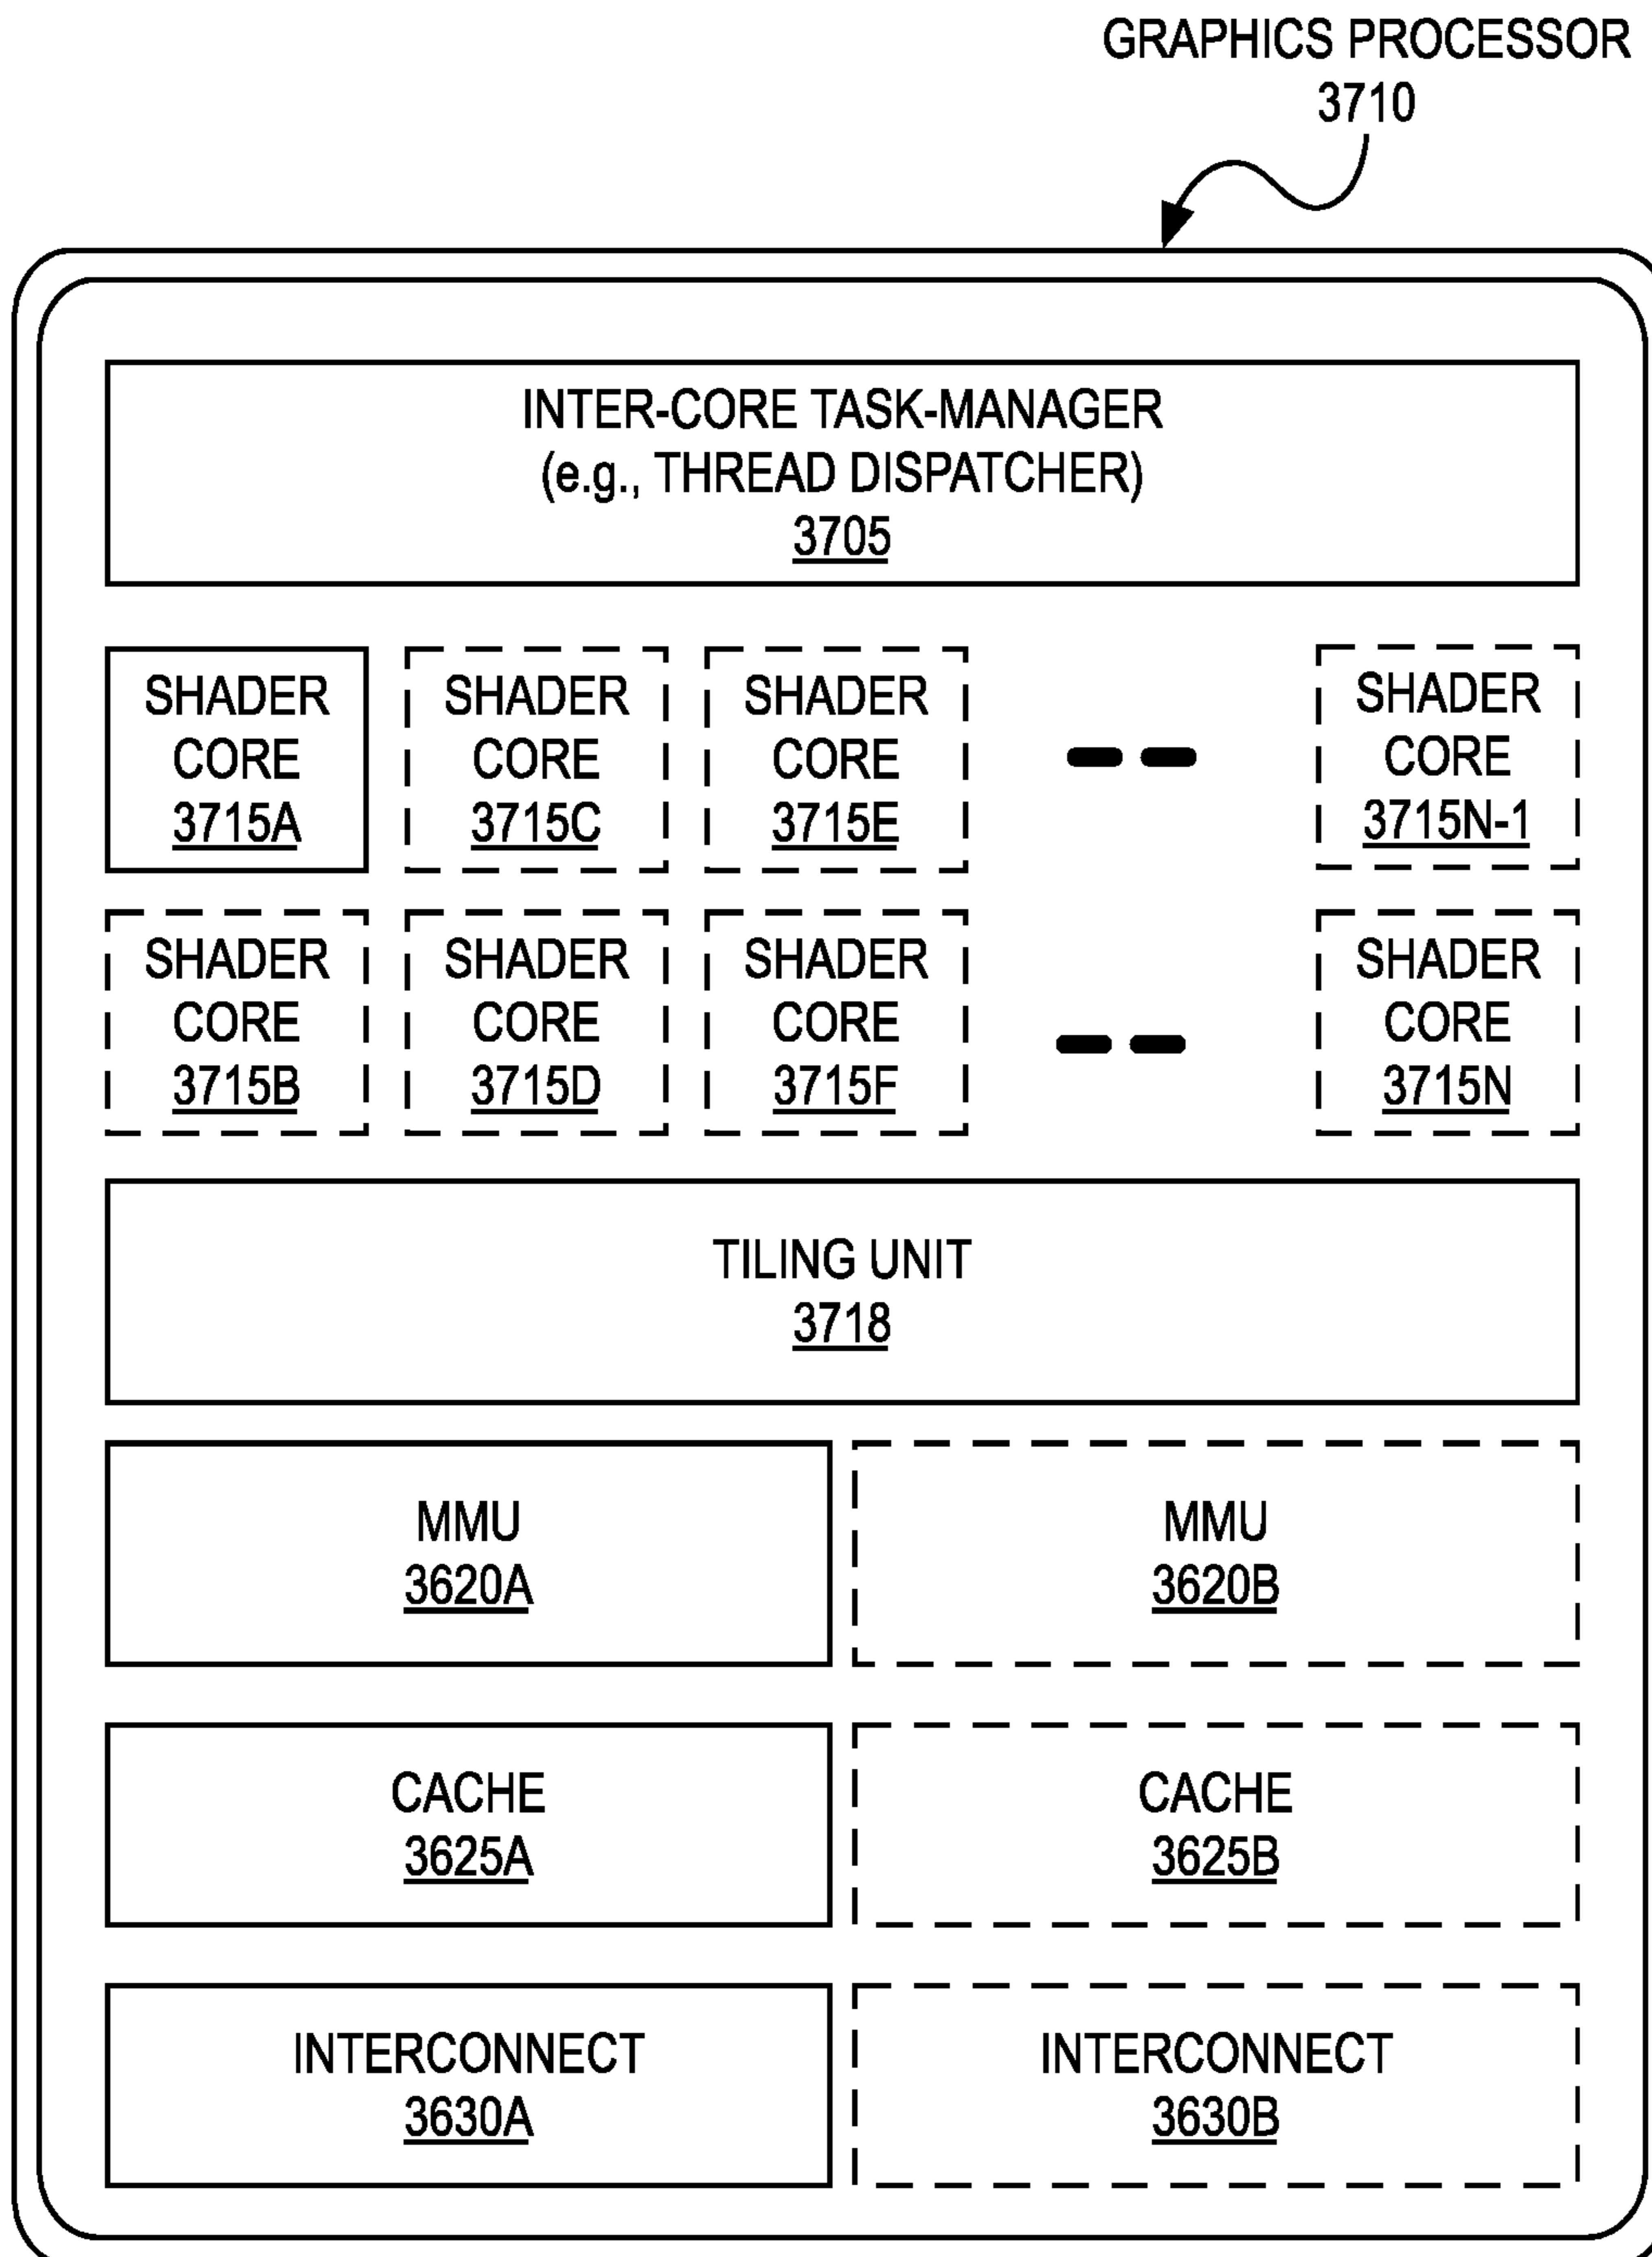 GRAPHICS PROCESSOR
3710
INTER-CORE TASK-MANAGER
(e.g., THREAD DISPATCHER)
3705
SHADER
CORE
3715A
SHADER
CORE
3715C
SHADER
CORE
3715E
SHADER
CORE
3715N-1
SHADER
CORE
3715B
SHADER
CORE
3715D
SHADER
CORE
3715F
SHADER
CORE
3715N
TILING UNIT
3718
MMU
3620A
MMU
3620B
CACHE
3625A
CACHE
3625B
INTERCONNECT
3630A
INTERCONNECT
3630B